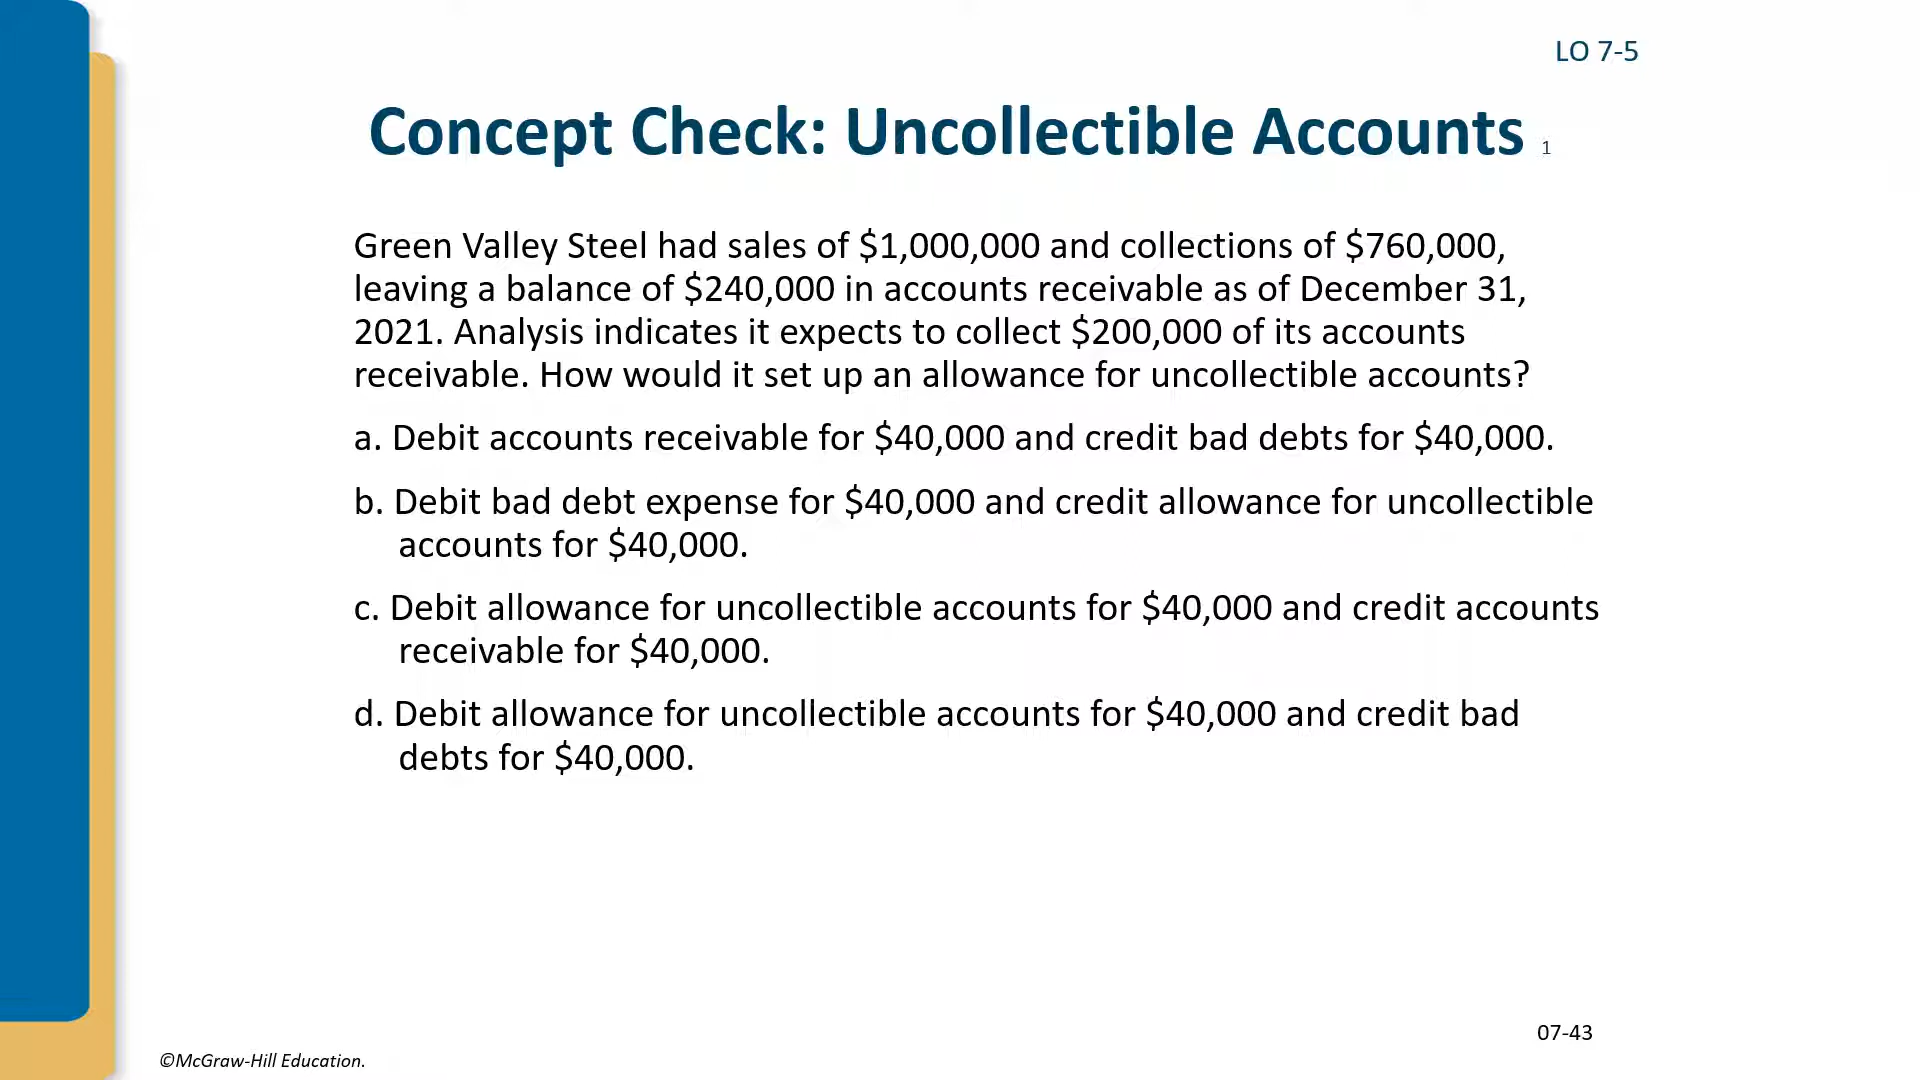 LO 7-5
Concept Check: Uncollectible Accounts 1
Green Valley Steel had sales of $1,000,000 and collections of $760,000,
leaving a balance of $240,000 in accounts receivable as of December 31,
2021. Analysis indicates it expects to collect $200,000 of its accounts
receivable. How would it set up an allowance for uncollectible accounts?
a. Debit accounts receivable for $40,000 and credit bad debts for $40,000.
b. Debit bad debt expense for $40,000 and credit allowance for uncollectible
accounts for $40,000.
c. Debit allowance for uncollectible accounts for $40,000 and credit accounts
receivable for $40,000.
d. Debit allowance for uncollectible accounts for $40,000 and credit bad
debts for $40,000.
07-43
©McGraw-Hill Education.